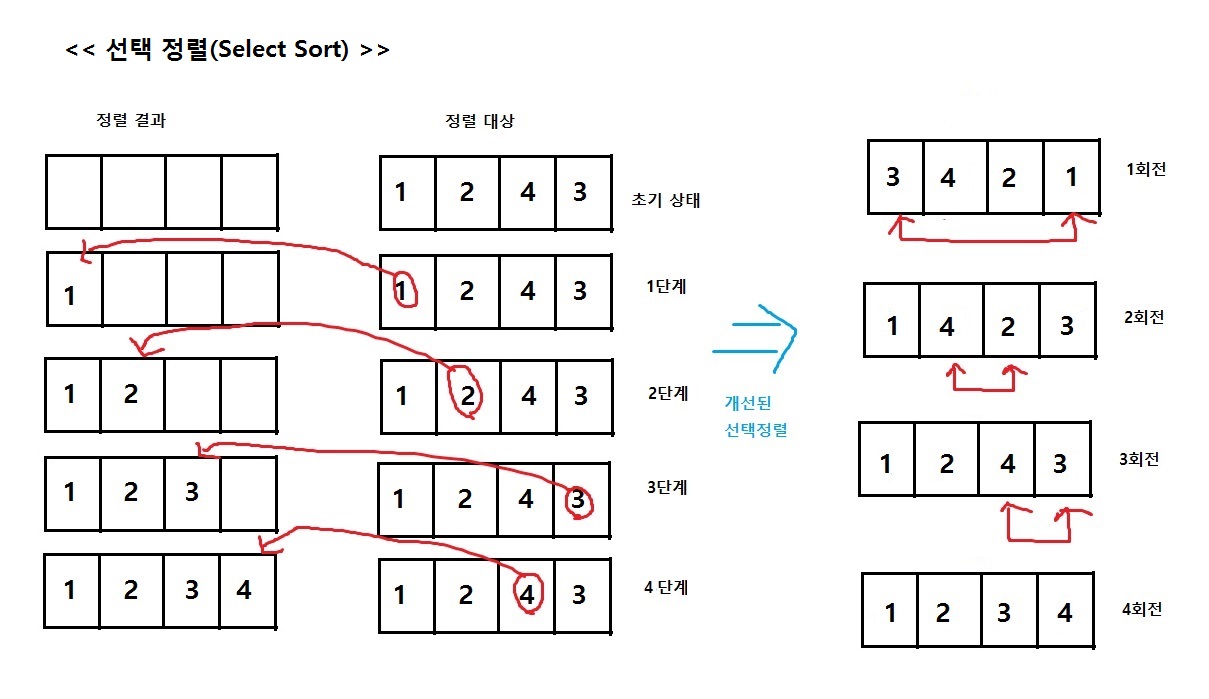 << 선택 정렬(Select Sort) >>
정렬 결과
정렬 대상
1 2 4 3
초기 상태
1
1 2 4 3
1단계
1 2
1 2 4 3
2단계
1 2 3
1 2 4 3
3단계
1 2 3 4
1 2 4 3
4단계
개선된
선택정렬
3 4 2 1
1회전
1 4 2 3
2회전
1 2 4 3
3회전
1 2 3 4
4회전